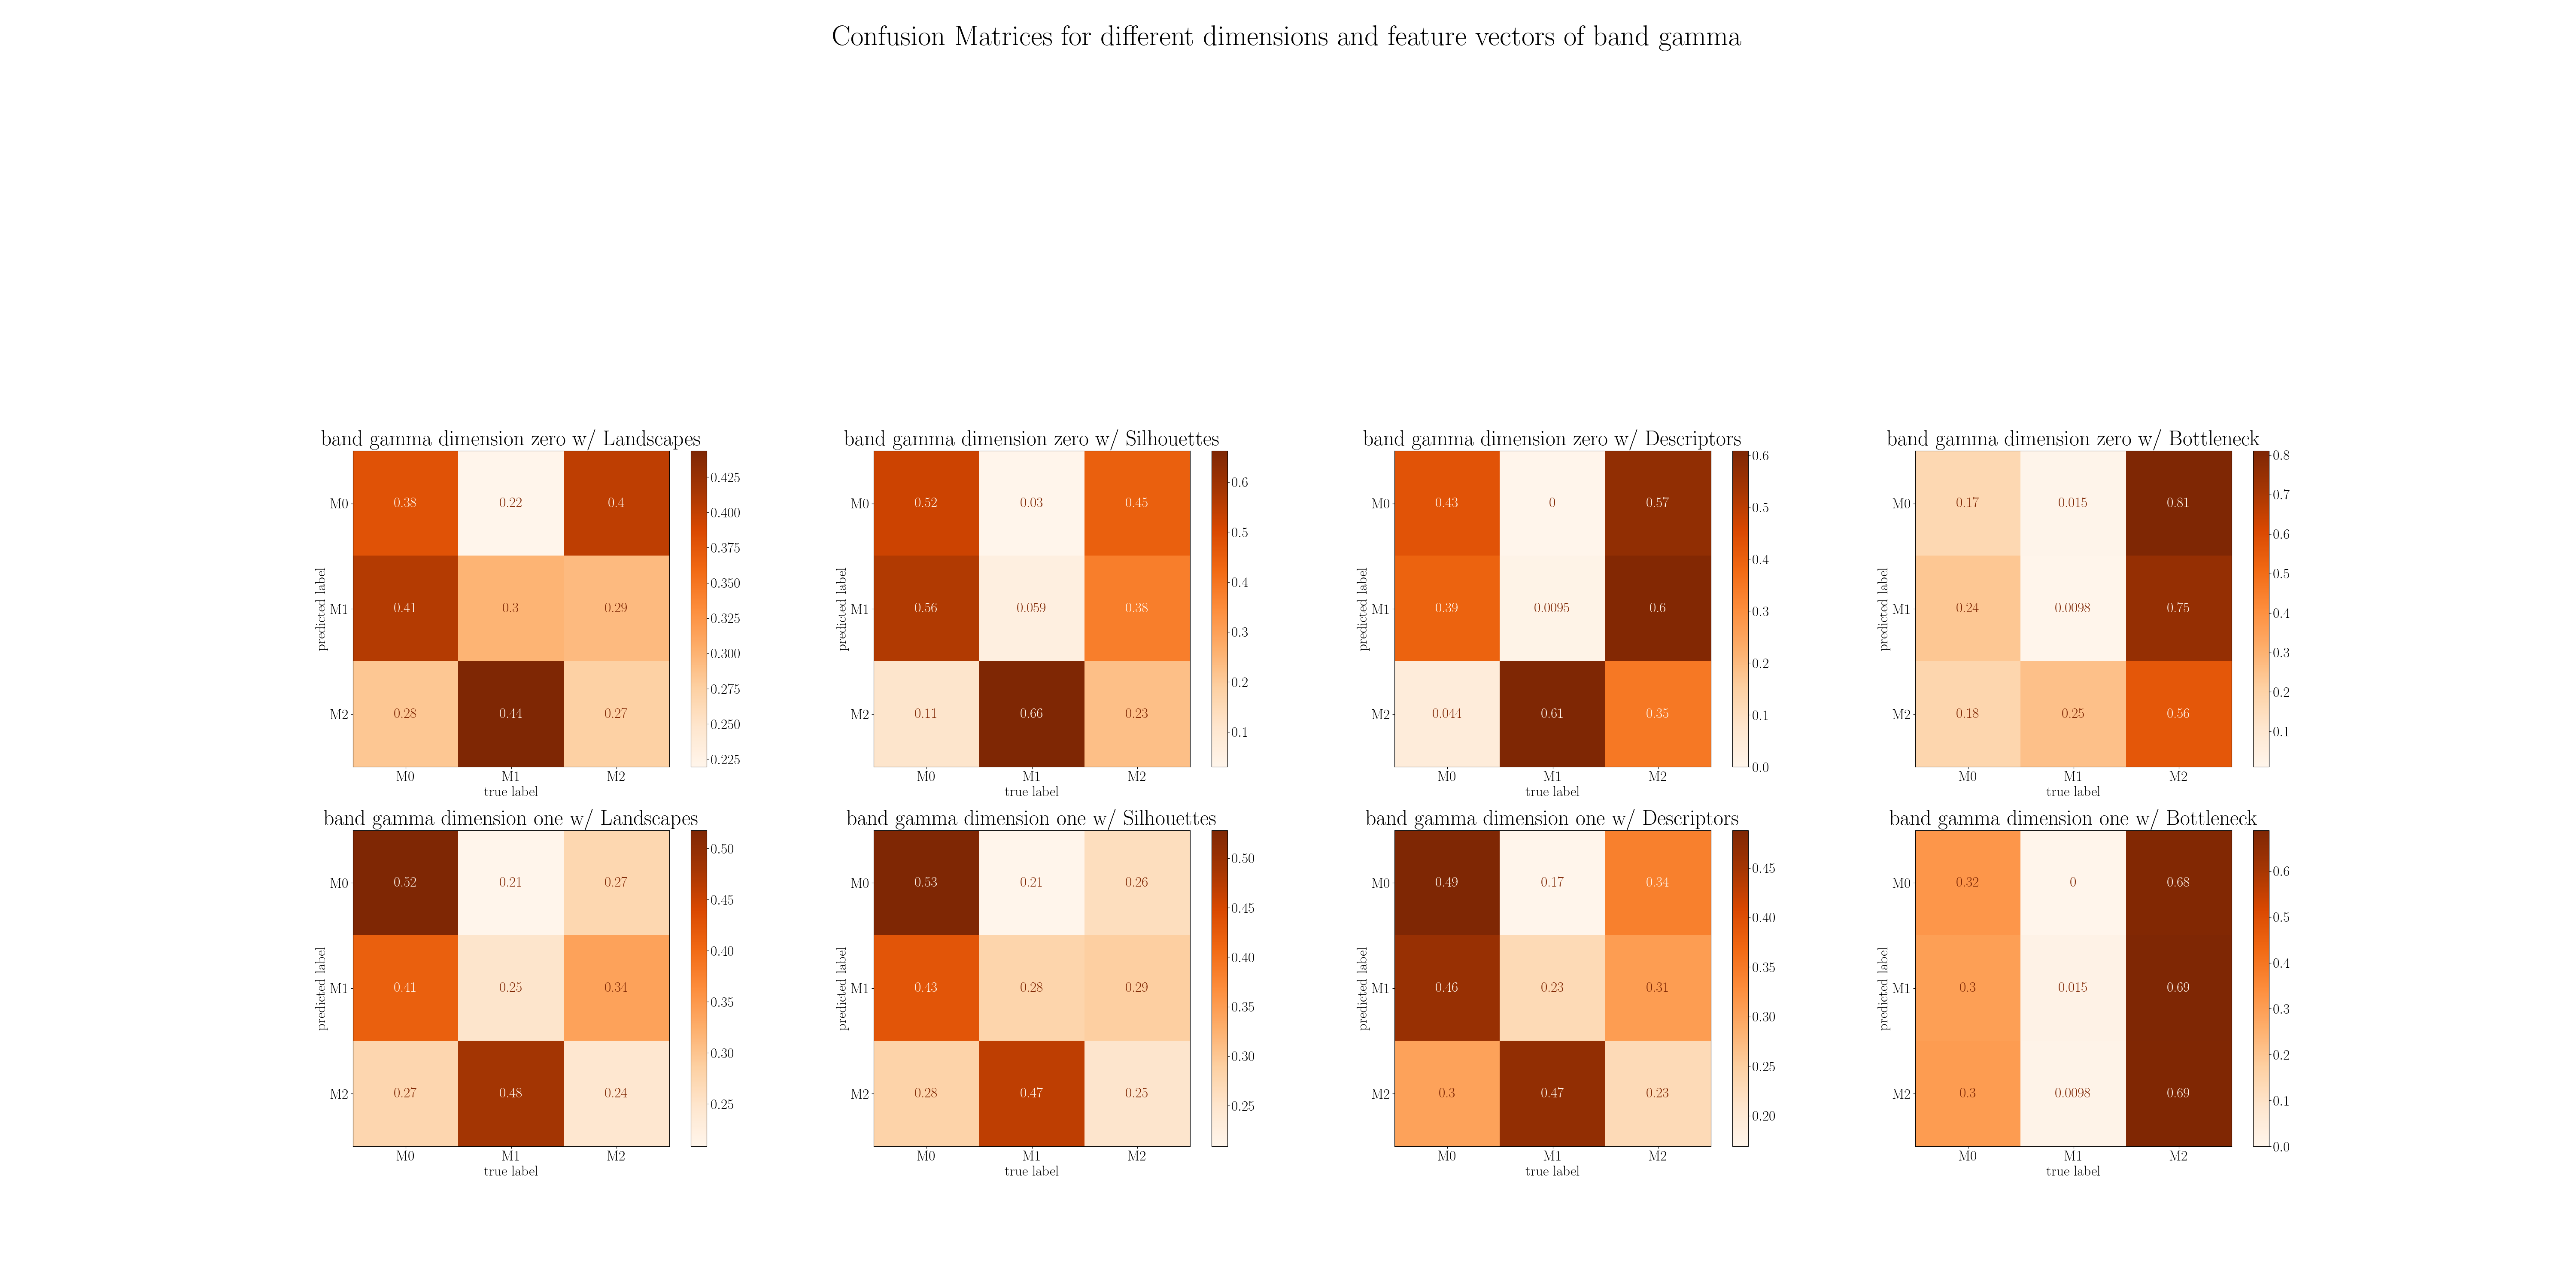 Confusion Matrices for different dimensions and feature vectors of band gamma
band gamma dimension zero w/ Landscapes
M0 0.38 0.22 0.4
M1 0.41 0.3 0.29
M2 0.28 0.44 0.27
M0 M1 M2
true label
predicted label
0.425
0.400
0.375
0.350
0.325
0.300
0.275
0.250
0.225
band gamma dimension zero w/ Silhouettes
M0 0.52 0.03 0.45
M1 0.56 0.059 0.38
M2 0.11 0.66 0.23
M0 M1 M2
true label
predicted label
0.6
0.5
0.4
0.3
0.2
0.1
band gamma dimension zero w/ Descriptors
M0 0.43 0 0.57
M1 0.39 0.0095 0.6
M2 0.044 0.61 0.35
M0 M1 M2
true label
predicted label
0.6
0.5
0.4
0.3
0.2
0.1
0.0
band gamma dimension zero w/ Bottleneck
M0 0.17 0.015 0.81
M1 0.24 0.0098 0.75
M2 0.18 0.25 0.56
M0 M1 M2
true label
predicted label
0.8
0.7
0.6
0.5
0.4
0.3
0.2
0.1
band gamma dimension one w/ Landscapes
M0 0.52 0.21 0.27
M1 0.41 0.25 0.34
M2 0.27 0.48 0.24
M0 M1 M2
true label
predicted label
0.50
0.45
0.40
0.35
0.30
0.25
band gamma dimension one w/ Silhouettes
M0 0.53 0.21 0.26
M1 0.43 0.28 0.29
M2 0.28 0.47 0.25
M0 M1 M2
true label
predicted label
0.50
0.45
0.40
0.35
0.30
0.25
band gamma dimension one w/ Descriptors
M0 0.49 0.17 0.34
M1 0.46 0.23 0.31
M2 0.3 0.47 0.23
M0 M1 M2
true label
predicted label
0.45
0.40
0.35
0.30
0.25
0.20
band gamma dimension one w/ Bottleneck
M0 0.32 0 0.68
M1 0.3 0.015 0.69
M2 0.3 0.0098 0.69
M0 M1 M2
true label
predicted label
0.6
0.5
0.4
0.3
0.2
0.1
0.0